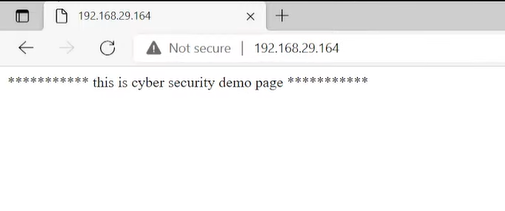 192.168.29.164
Not secure | 192.168.29.164
*********** this is cyber security demo page ***********